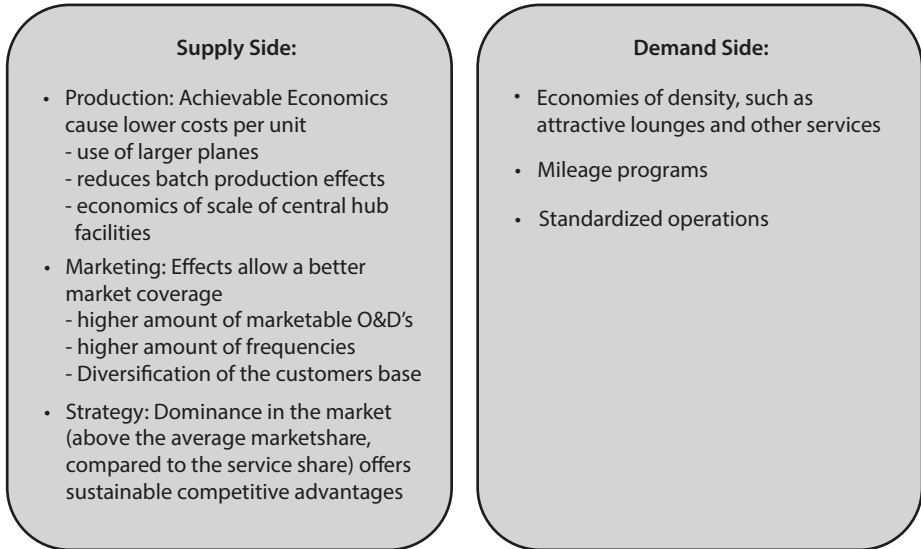 Supply Side:
• Production: Achievable Economics
cause lower costs per unit
- use of larger planes
- reduces batch production effects
- economics of scale of central hub
facilities
• Marketing: Effects allow a better
market coverage
- higher amount of marketable O&D's
- higher amount of frequencies
- Diversification of the customers base
• Strategy: Dominance in the market
(above the average marketshare,
compared to the service share) offers
sustainable competitive advantages
Demand Side:
• Economies of density, such as
attractive lounges and other services
• Mileage programs
• Standardized operations